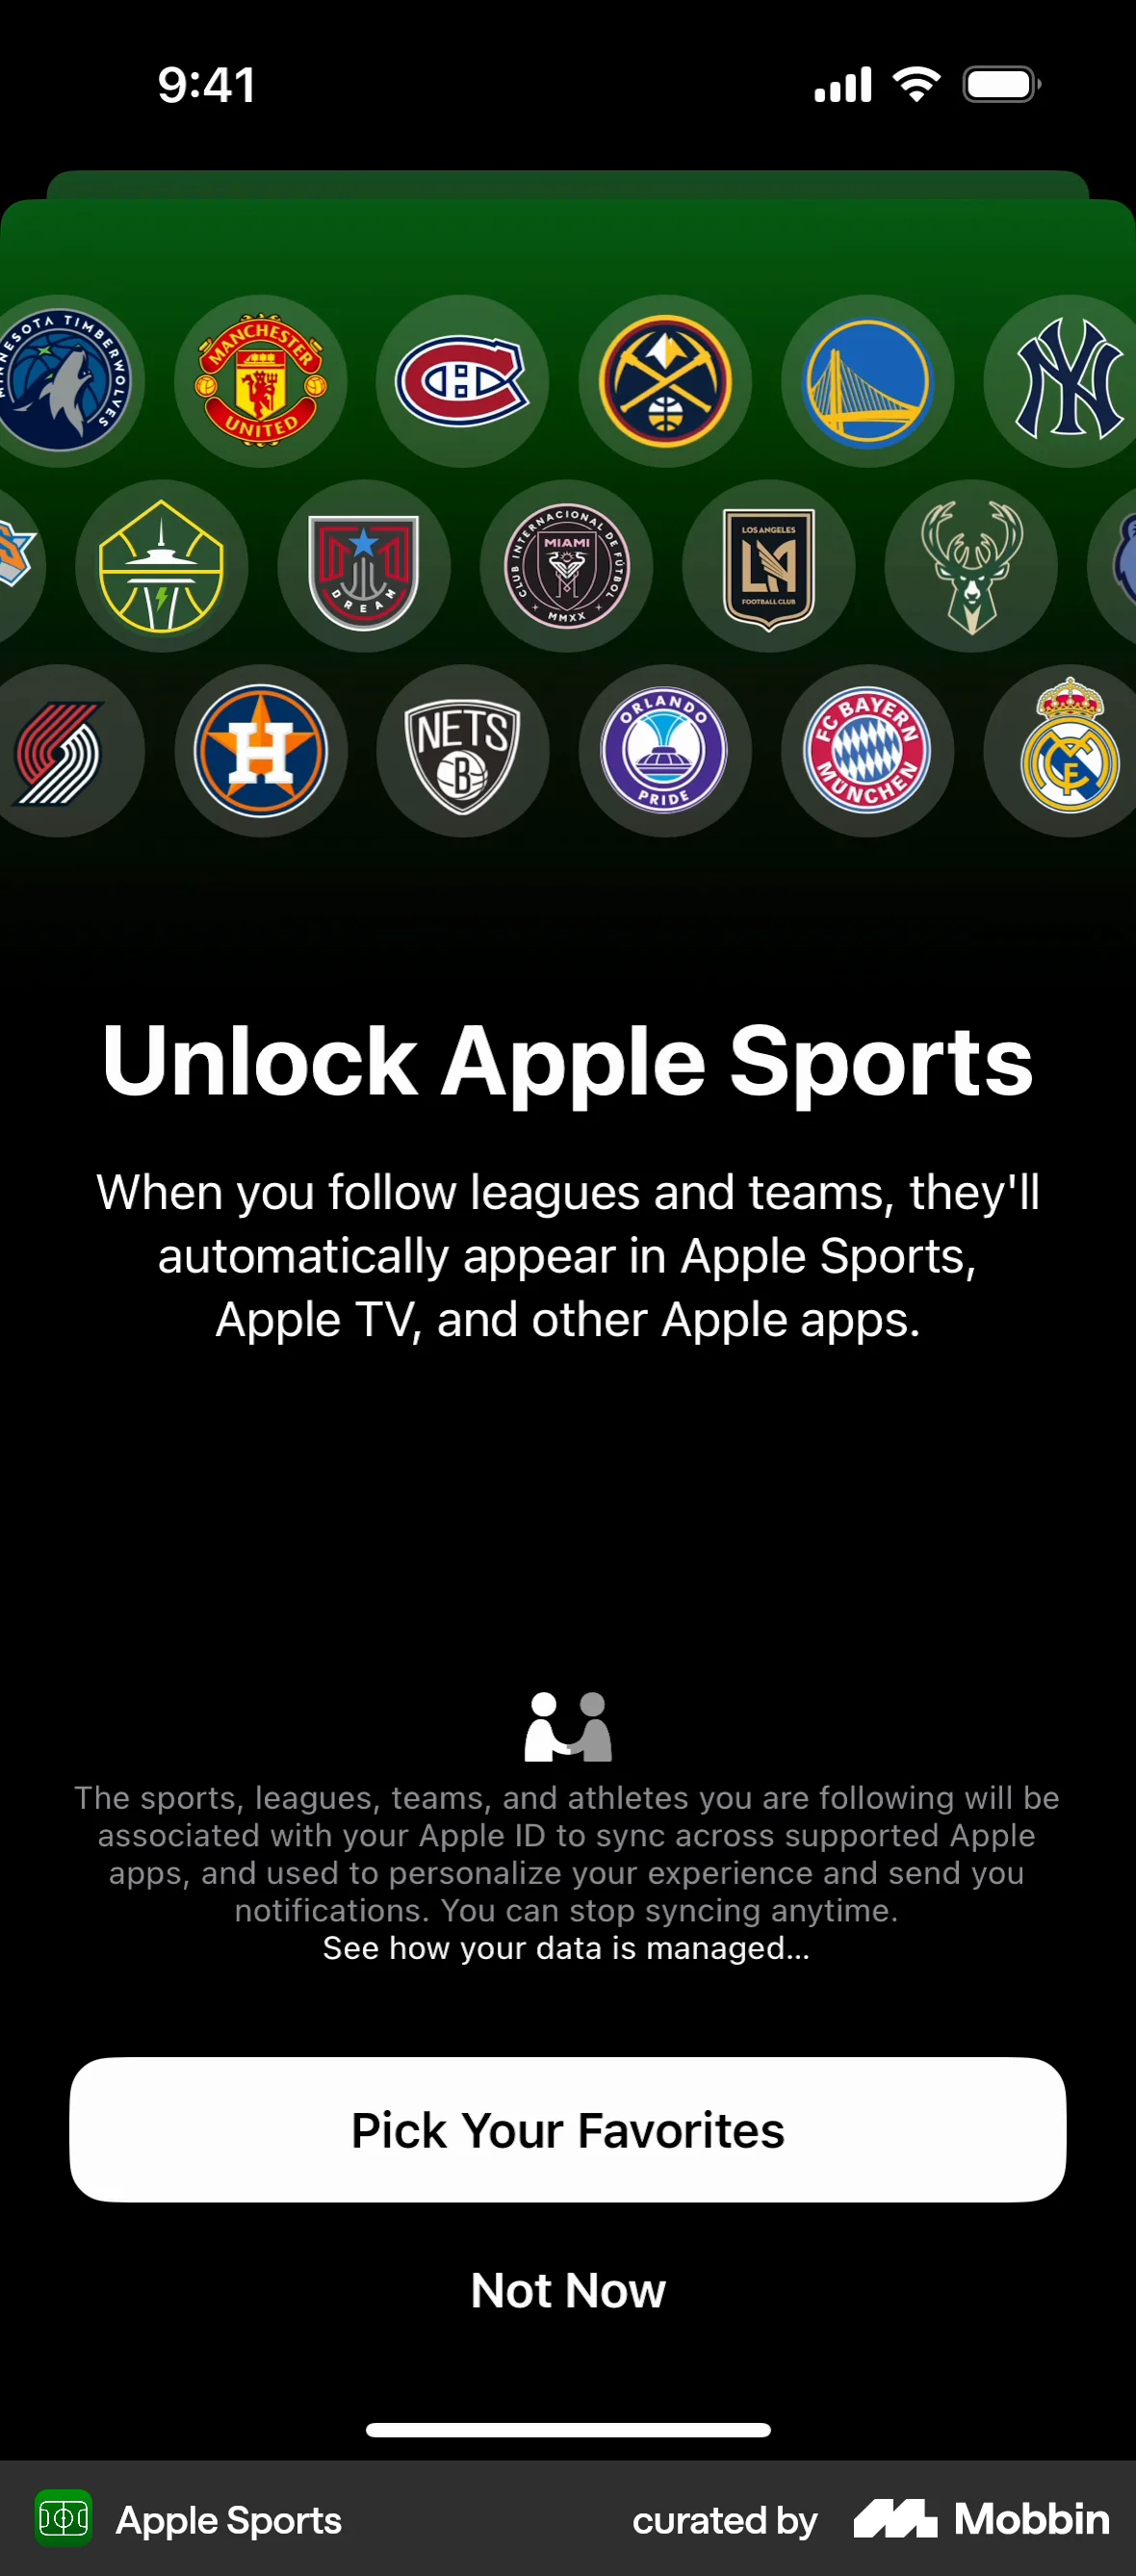 9:41
MINNESOTA TIMBERWOLVES
MANCHESTER
UNITED
CH
NY
DREAM
CLUB INTERNACIONAL DE FÚTBOL
MIAMI
MMXX
LOS ANGELES
LA
FOOTBALL CLUB
H
NETS
B
ORLANDO
PRIDE
FC BAYERN
MÜNCHEN
Unlock Apple Sports
When you follow leagues and teams, they'll
automatically appear in Apple Sports,
Apple TV, and other Apple apps.
The sports, leagues, teams, and athletes you are following will be
associated with your Apple ID to sync across supported Apple
apps, and used to personalize your experience and send you
notifications. You can stop syncing anytime.
See how your data is managed...
Pick Your Favorites
Not Now
Apple Sports
curated by
Mobbin